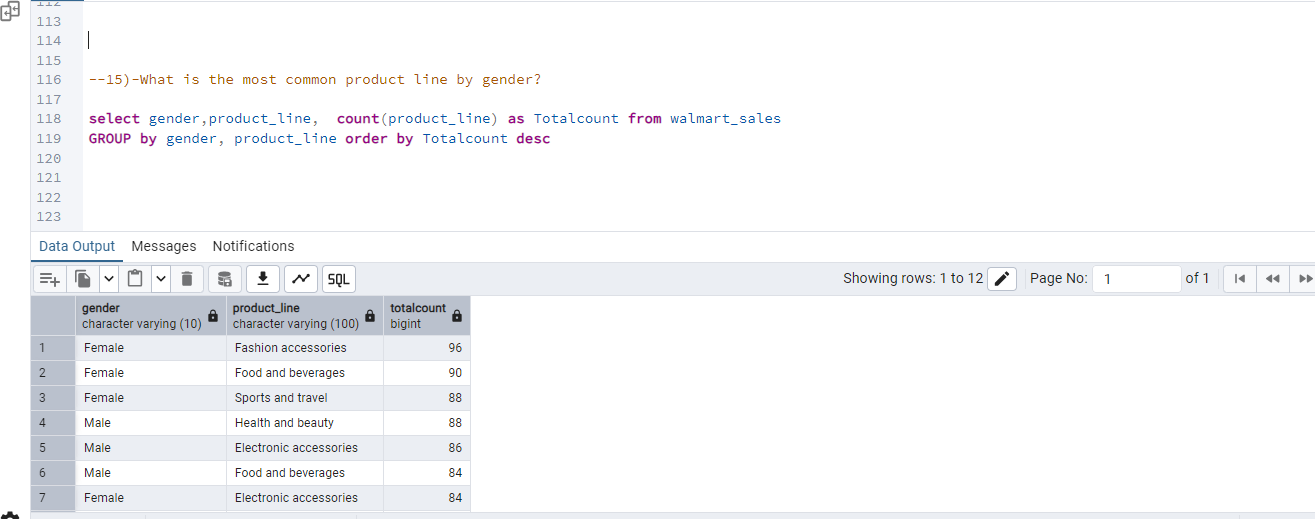 112
113
114
115
116 --15)-What is the most common product line by gender?
117
118 select gender,product_line,  count(product_line) as Totalcount from walmart_sales
119 GROUP by gender, product_line order by Totalcount desc
120
121
122
123
Data Output Messages Notifications
SQL Showing rows: 1 to 12 Page No: 1 of 1
gender product_line totalcount
character varying (10) character varying (100) bigint
1 Female Fashion accessories 96
2 Female Food and beverages 90
3 Female Sports and travel 88
4 Male Health and beauty 88
5 Male Electronic accessories 86
6 Male Food and beverages 84
7 Female Electronic accessories 84